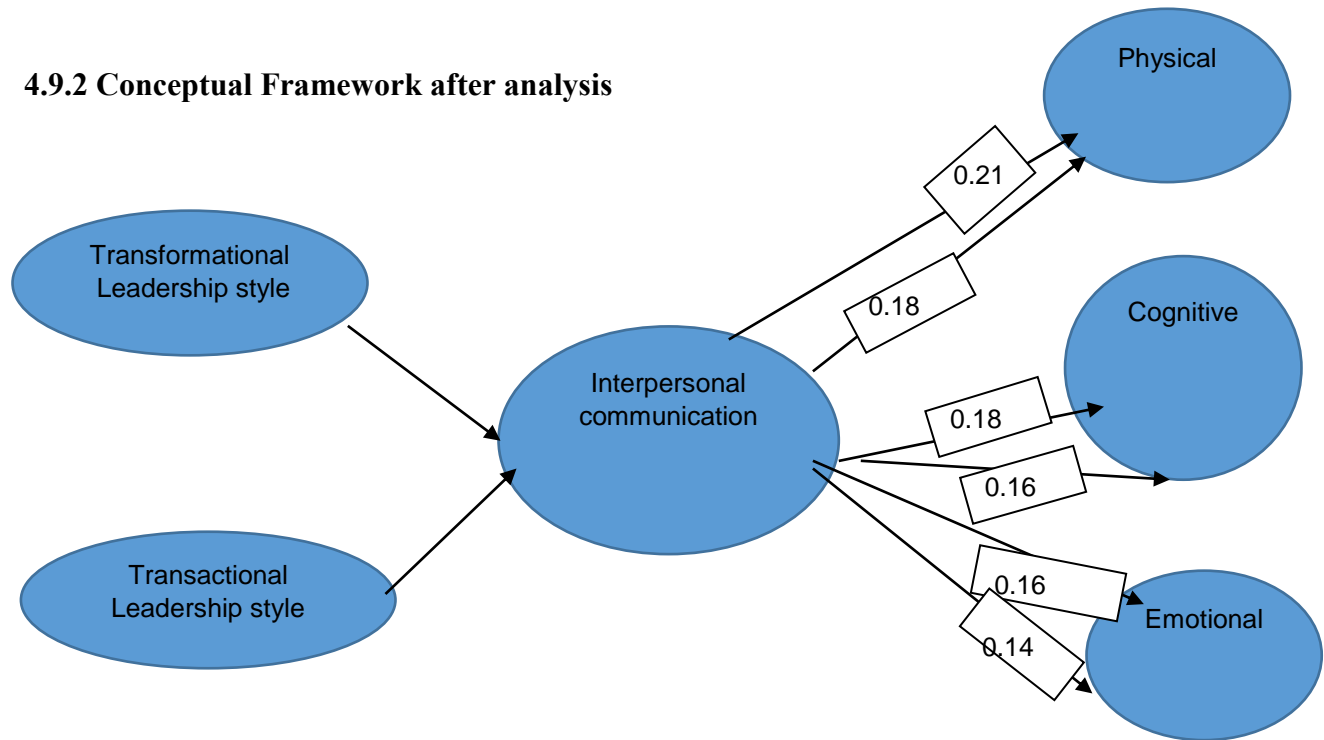 4.9.2 Conceptual Framework after analysis
Physical
0.21
Transformational
Leadership style
0.18
Cognitive
Interpersonal
communication
0.18
0.16
Transactional
Leadership style
0.16
Emotional
0.14